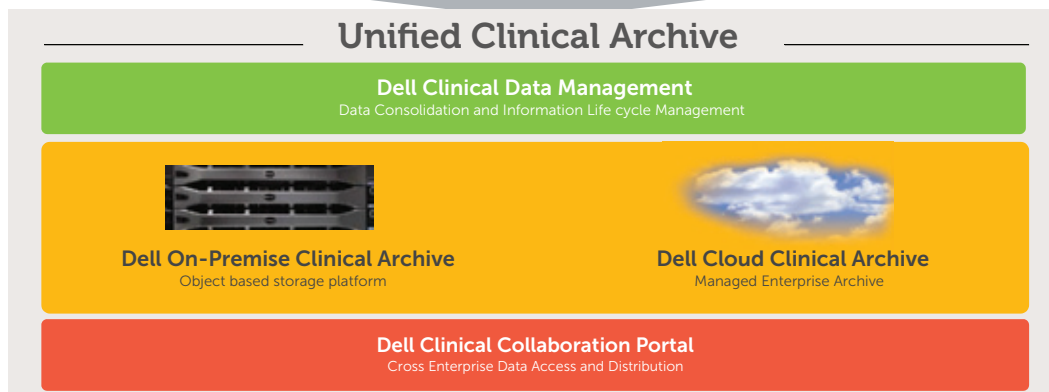 Unified Clinical Archive
Dell Clinical Data Management
Data Consolidation and Information Life cycle Management
Dell On-Premise Clinical Archive
Object based storage platform
Dell Cloud Clinical Archive
Managed Enterprise Archive
Dell Clinical Collaboration Portal
Cross Enterprise Data Access and Distribution